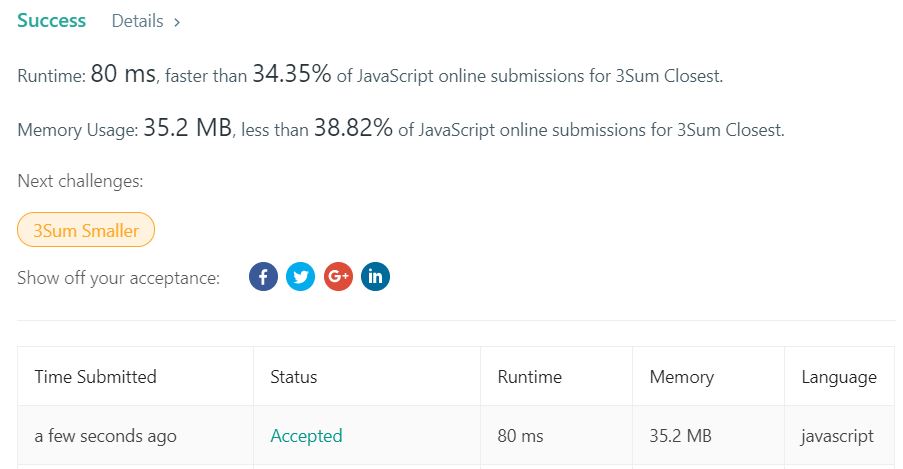 Success Details >
Runtime: 80 ms, faster than 34.35% of JavaScript online submissions for 3Sum Closest.
Memory Usage: 35.2 MB, less than 38.82% of JavaScript online submissions for 3Sum Closest.
Next challenges:
3Sum Smaller
Show off your acceptance: f G+ in
Time Submitted Status Runtime Memory Language
a few seconds ago Accepted 80 ms 35.2 MB javascript